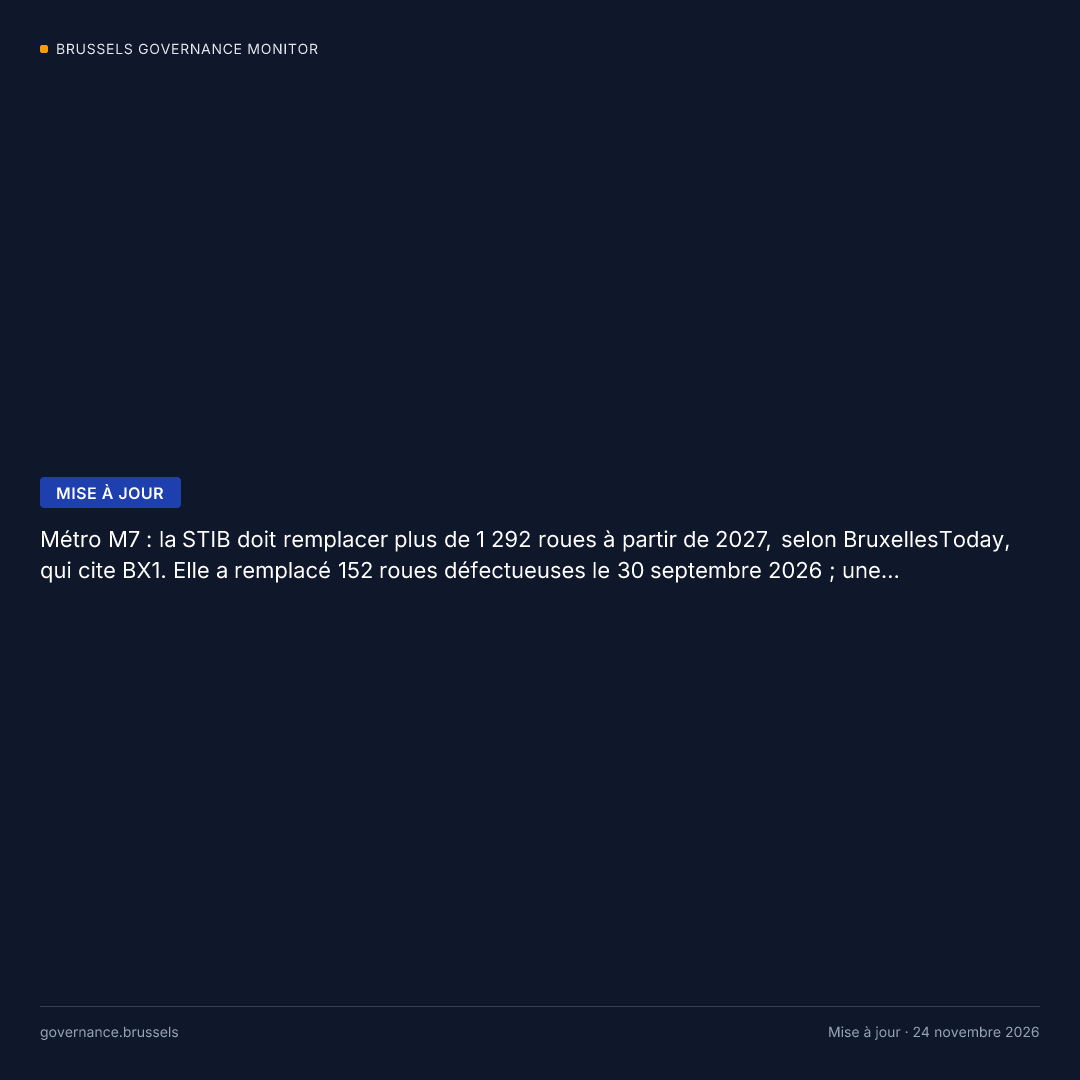 BRUSSELS GOVERNANCE MONITOR
MISE À JOUR
Métro M7 : la STIB doit remplacer plus de 1 292 roues à partir de 2027, selon BruxellesToday,
qui cite BX1. Elle a remplacé 152 roues défectueuses le 30 septembre 2026 ; une...
governance.brussels
Mise à jour · 24 novembre 2026